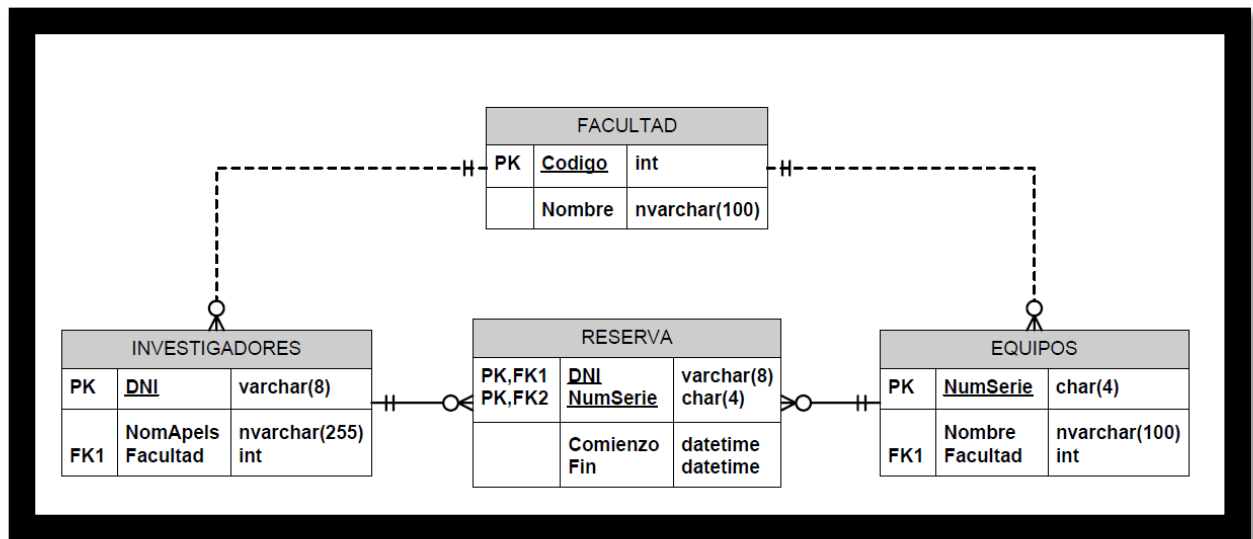 FACULTAD
PK Codigo int
Nombre nvarchar(100)
INVESTIGADORES
PK DNI varchar(8)
NomApels nvarchar(255)
FK1 Facultad int
RESERVA
PK,FK1 DNI varchar(8)
PK,FK2 NumSerie char(4)
Comienzo datetime
Fin datetime
EQUIPOS
PK NumSerie char(4)
Nombre nvarchar(100)
FK1 Facultad int